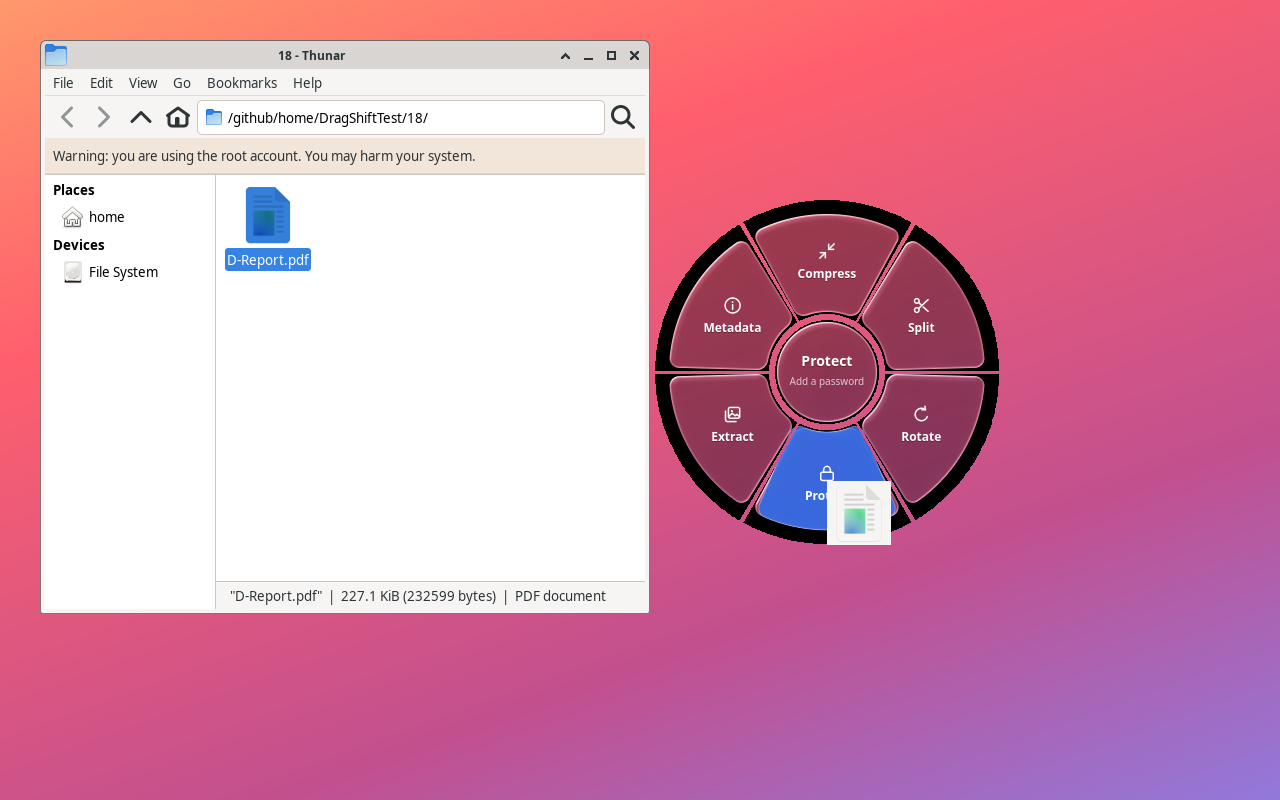 18 - Thunar
File Edit View Go Bookmarks Help
/github/home/DragShiftTest/18/
Warning: you are using the root account. You may harm your system.
Places
home
Devices
File System
D-Report.pdf
"D-Report.pdf" | 227.1 KiB (232599 bytes) | PDF document
Compress
Metadata
Split
Protect
Add a password
Extract
Rotate